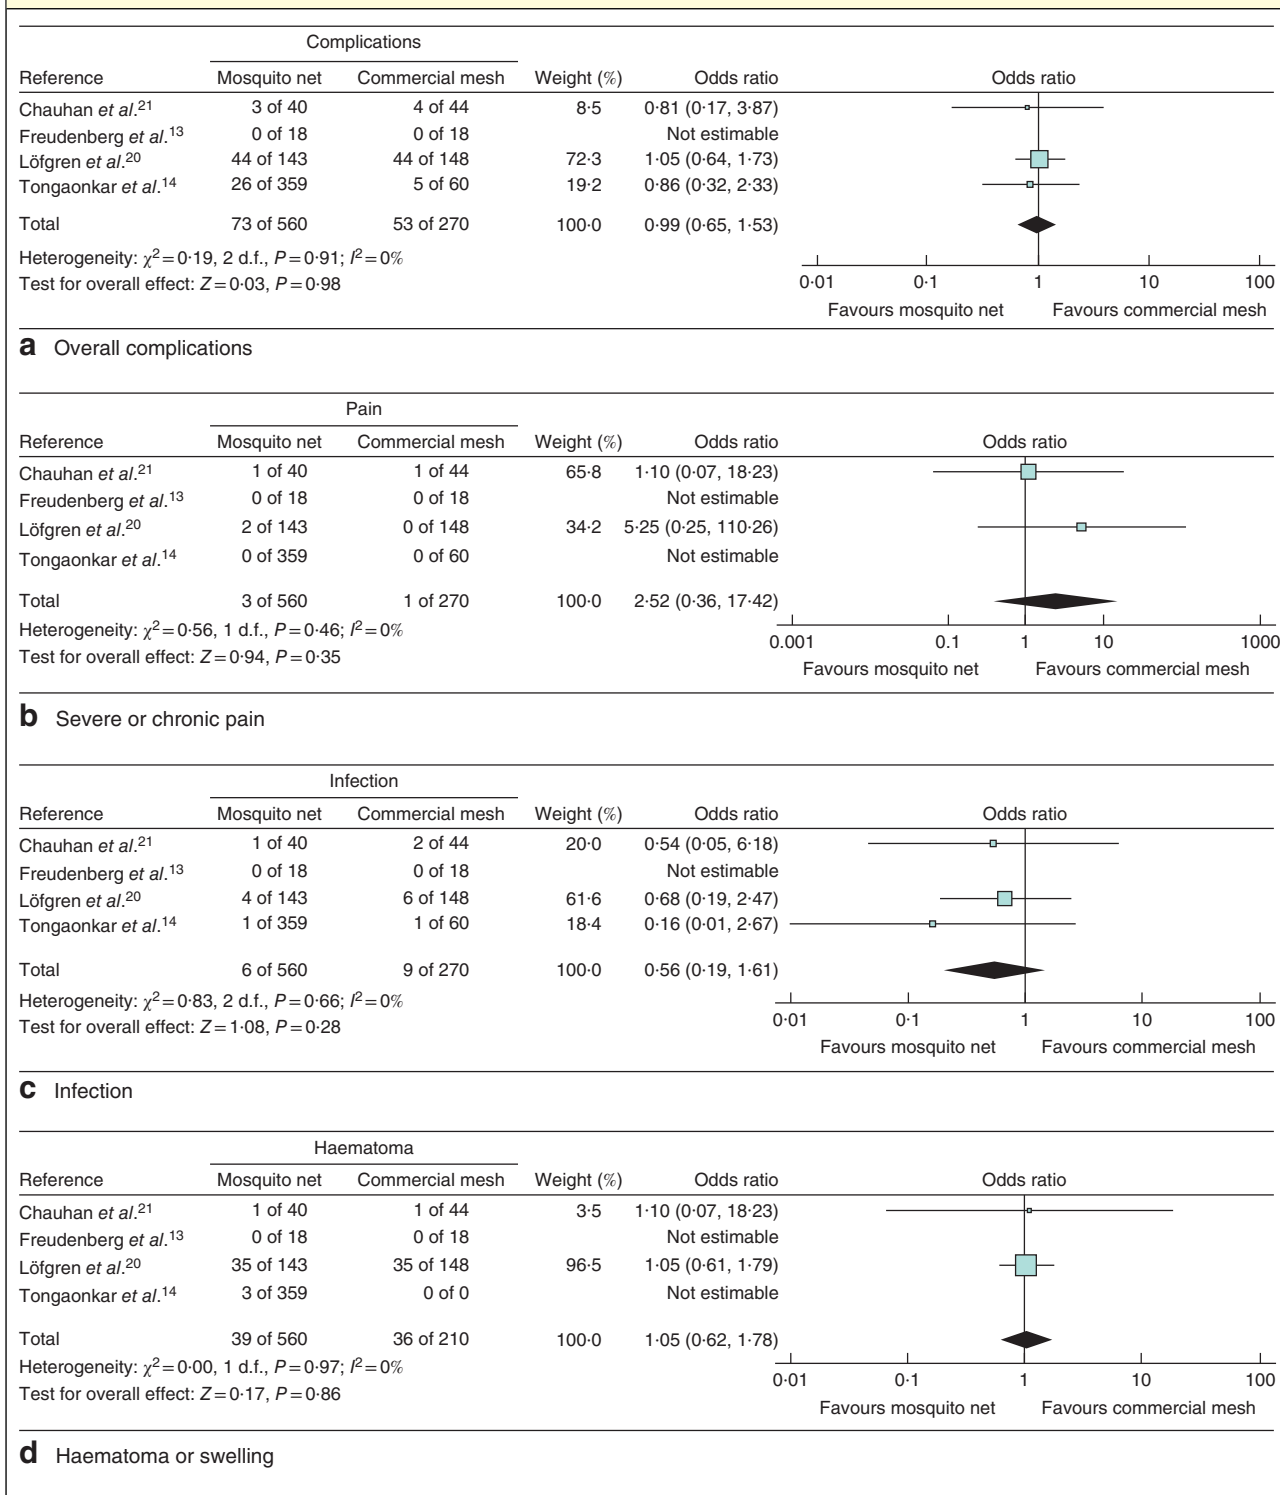 Complications
Reference Mosquito net Commercial mesh Weight (%) Odds ratio Odds ratio
Chauhan et al.21 3 of 40 4 of 44 8·5 0·81 (0·17, 3·87)
Freudenberg et al.13 0 of 18 0 of 18 Not estimable
Löfgren et al.20 44 of 143 44 of 148 72·3 1·05 (0·64, 1·73)
Tongaonkar et al.14 26 of 359 5 of 60 19·2 0·86 (0·32, 2·33)
Total 73 of 560 53 of 270 100·0 0·99 (0·65, 1·53)
Heterogeneity: χ2 = 0·19, 2 d.f., P = 0·91; I2 = 0%
Test for overall effect: Z = 0·03, P = 0·98
0·01 0·1 1 10 100
Favours mosquito net Favours commercial mesh
a Overall complications
Pain
Reference Mosquito net Commercial mesh Weight (%) Odds ratio Odds ratio
Chauhan et al.21 1 of 40 1 of 44 65·8 1·10 (0·07, 18·23)
Freudenberg et al.13 0 of 18 0 of 18 Not estimable
Löfgren et al.20 2 of 143 0 of 148 34·2 5·25 (0·25, 110·26)
Tongaonkar et al.14 0 of 359 0 of 60 Not estimable
Total 3 of 560 1 of 270 100·0 2·52 (0·36, 17·42)
Heterogeneity: χ2 = 0·56, 1 d.f., P = 0·46; I2 = 0%
Test for overall effect: Z = 0·94, P = 0·35
0.001 0.1 1 10 1000
Favours mosquito net Favours commercial mesh
b Severe or chronic pain
Infection
Reference Mosquito net Commercial mesh Weight (%) Odds ratio Odds ratio
Chauhan et al.21 1 of 40 2 of 44 20·0 0·54 (0·05, 6·18)
Freudenberg et al.13 0 of 18 0 of 18 Not estimable
Löfgren et al.20 4 of 143 6 of 148 61·6 0·68 (0·19, 2·47)
Tongaonkar et al.14 1 of 359 1 of 60 18·4 0·16 (0·01, 2·67)
Total 6 of 560 9 of 270 100·0 0·56 (0·19, 1·61)
Heterogeneity: χ2 = 0·83, 2 d.f., P = 0·66; I2 = 0%
Test for overall effect: Z = 1·08, P = 0·28
0·01 0·1 1 10 100
Favours mosquito net Favours commercial mesh
c Infection
Haematoma
Reference Mosquito net Commercial mesh Weight (%) Odds ratio Odds ratio
Chauhan et al.21 1 of 40 1 of 44 3·5 1·10 (0·07, 18·23)
Freudenberg et al.13 0 of 18 0 of 18 Not estimable
Löfgren et al.20 35 of 143 35 of 148 96·5 1·05 (0·61, 1·79)
Tongaonkar et al.14 3 of 359 0 of 0 Not estimable
Total 39 of 560 36 of 210 100·0 1·05 (0·62, 1·78)
Heterogeneity: χ2 = 0·00, 1 d.f., P = 0·97; I2 = 0%
Test for overall effect: Z = 0·17, P = 0·86
0·01 0·1 1 10 100
Favours mosquito net Favours commercial mesh
d Haematoma or swelling